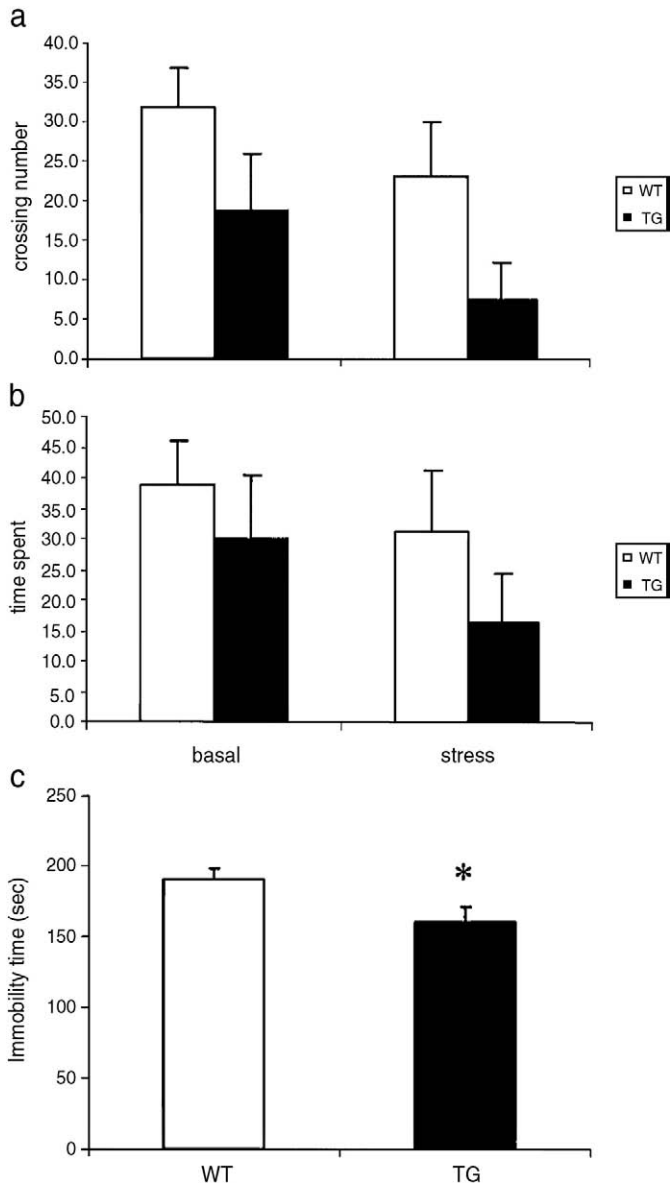 a
crossing number
40.0
35.0
30.0
25.0
20.0
15.0
10.0
5.0
0.0
WT
TG
b
time spent
50.0
45.0
40.0
35.0
30.0
25.0
20.0
15.0
10.0
5.0
0.0
WT
TG
basal stress
c
Immobility time (sec)
250
200
150
100
50
0
*
WT TG